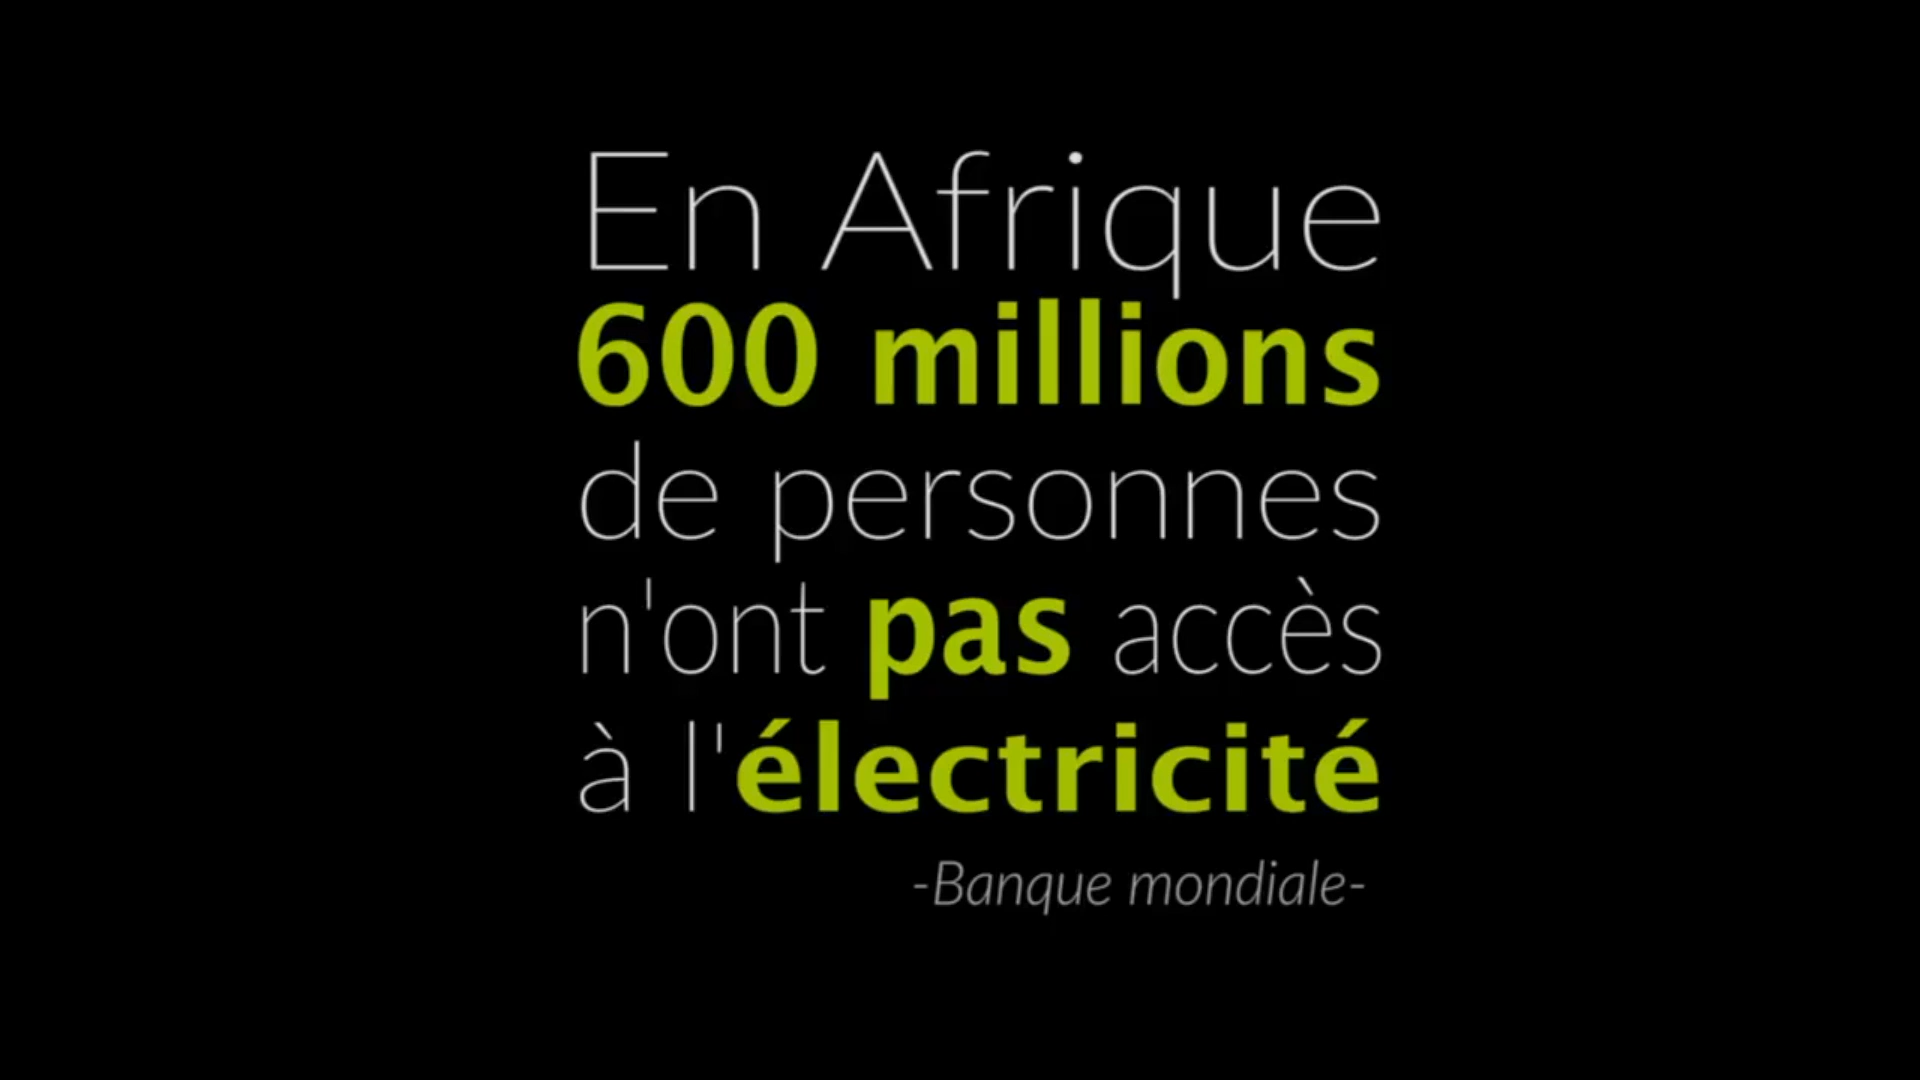 En Afrique
600 millions
de personnes
n'ont pas accès
à l'électricité
-Banque mondiale-